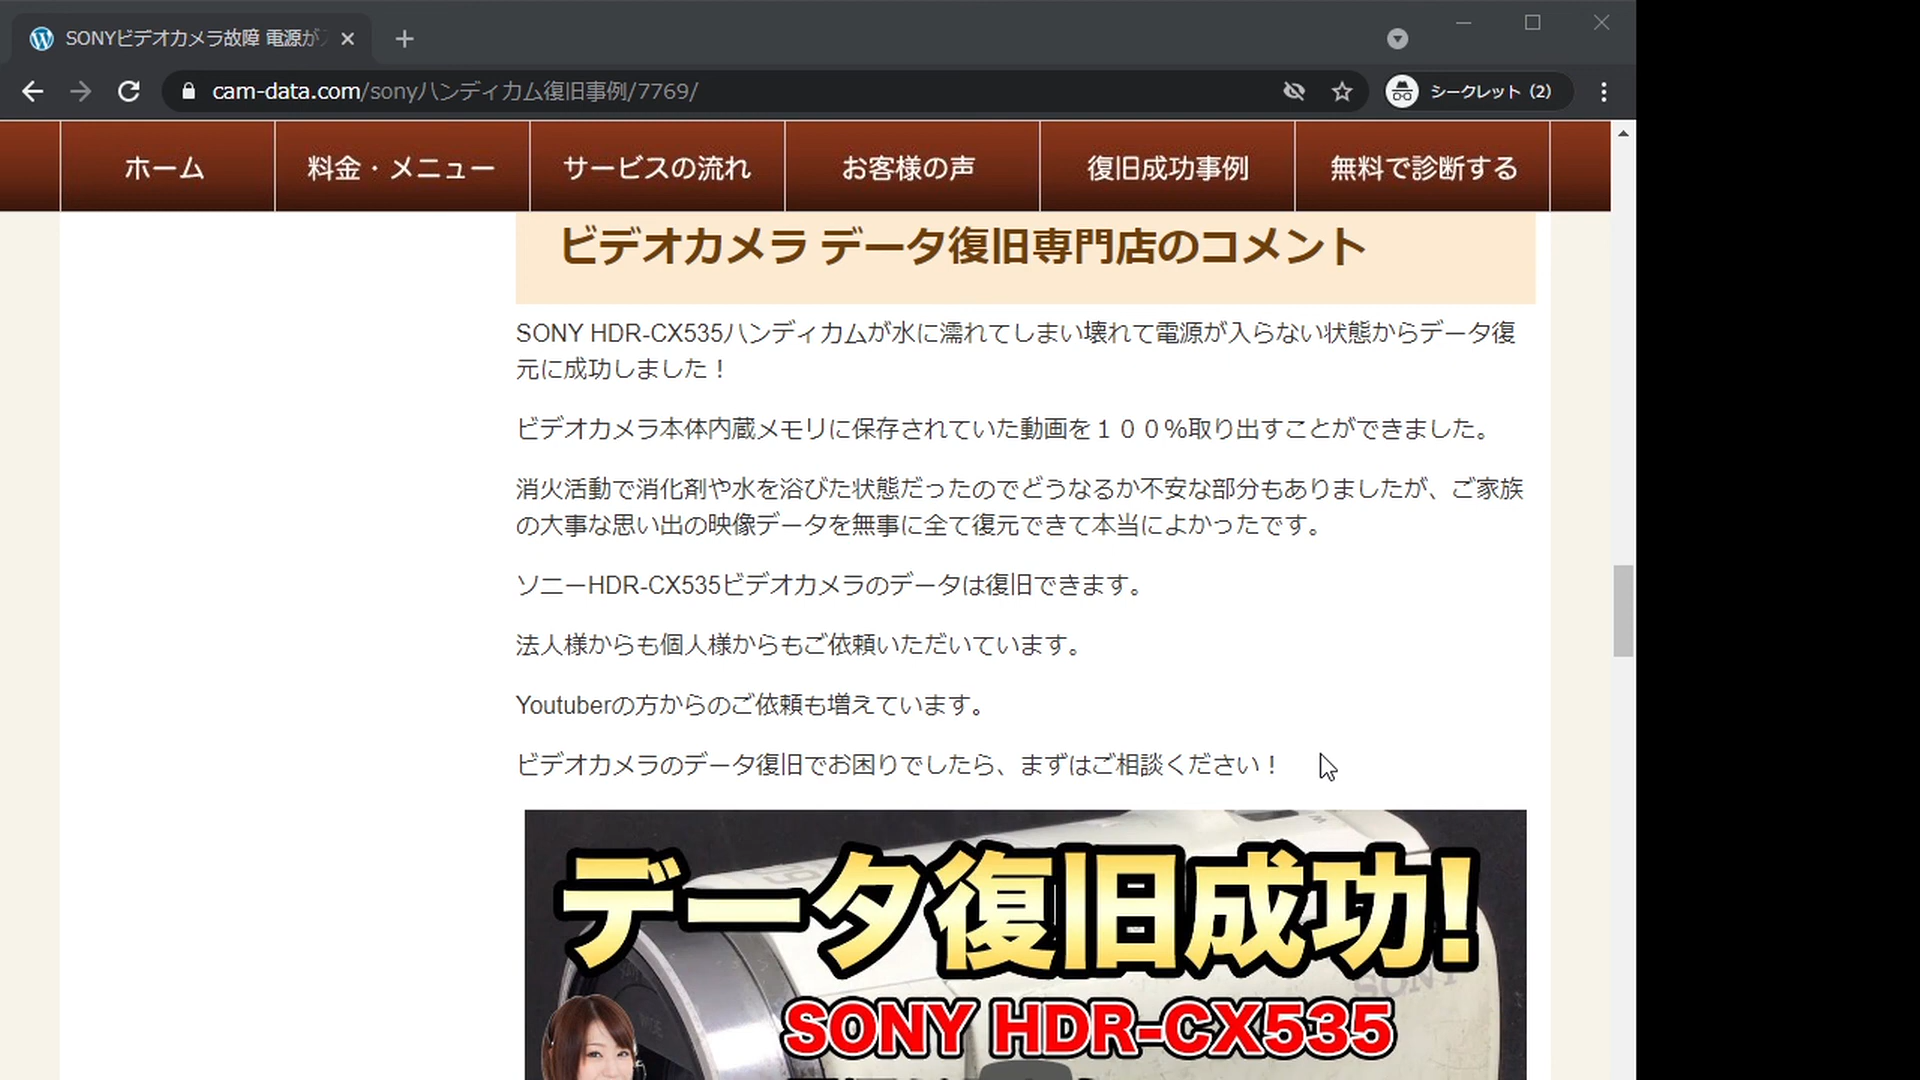 SONYビデオカメラ故障 電源が
cam-data.com/sonyハンディカム復旧事例/7769/
シークレット (2)
ホーム
料金・メニュー
サービスの流れ
お客様の声
復旧成功事例
無料で診断する
ビデオカメラ データ復旧専門店のコメント
SONY HDR-CX535ハンディカムが水に濡れてしまい壊れて電源が入らない状態からデータ復
元に成功しました！
ビデオカメラ本体内蔵メモリに保存されていた動画を１００%取り出すことができました。
消火活動で消化剤や水を浴びた状態だったのでどうなるか不安な部分もありましたが、ご家族
の大事な思い出の映像データを無事に全て復元できて本当によかったです。
ソニーHDR-CX535ビデオカメラのデータは復旧できます。
法人様からも個人様からもご依頼いただいています。
Youtuberの方からのご依頼も増えています。
ビデオカメラのデータ復旧でお困りでしたら、まずはご相談ください！
データ復旧成功!
SONY
SONY HDR-CX535